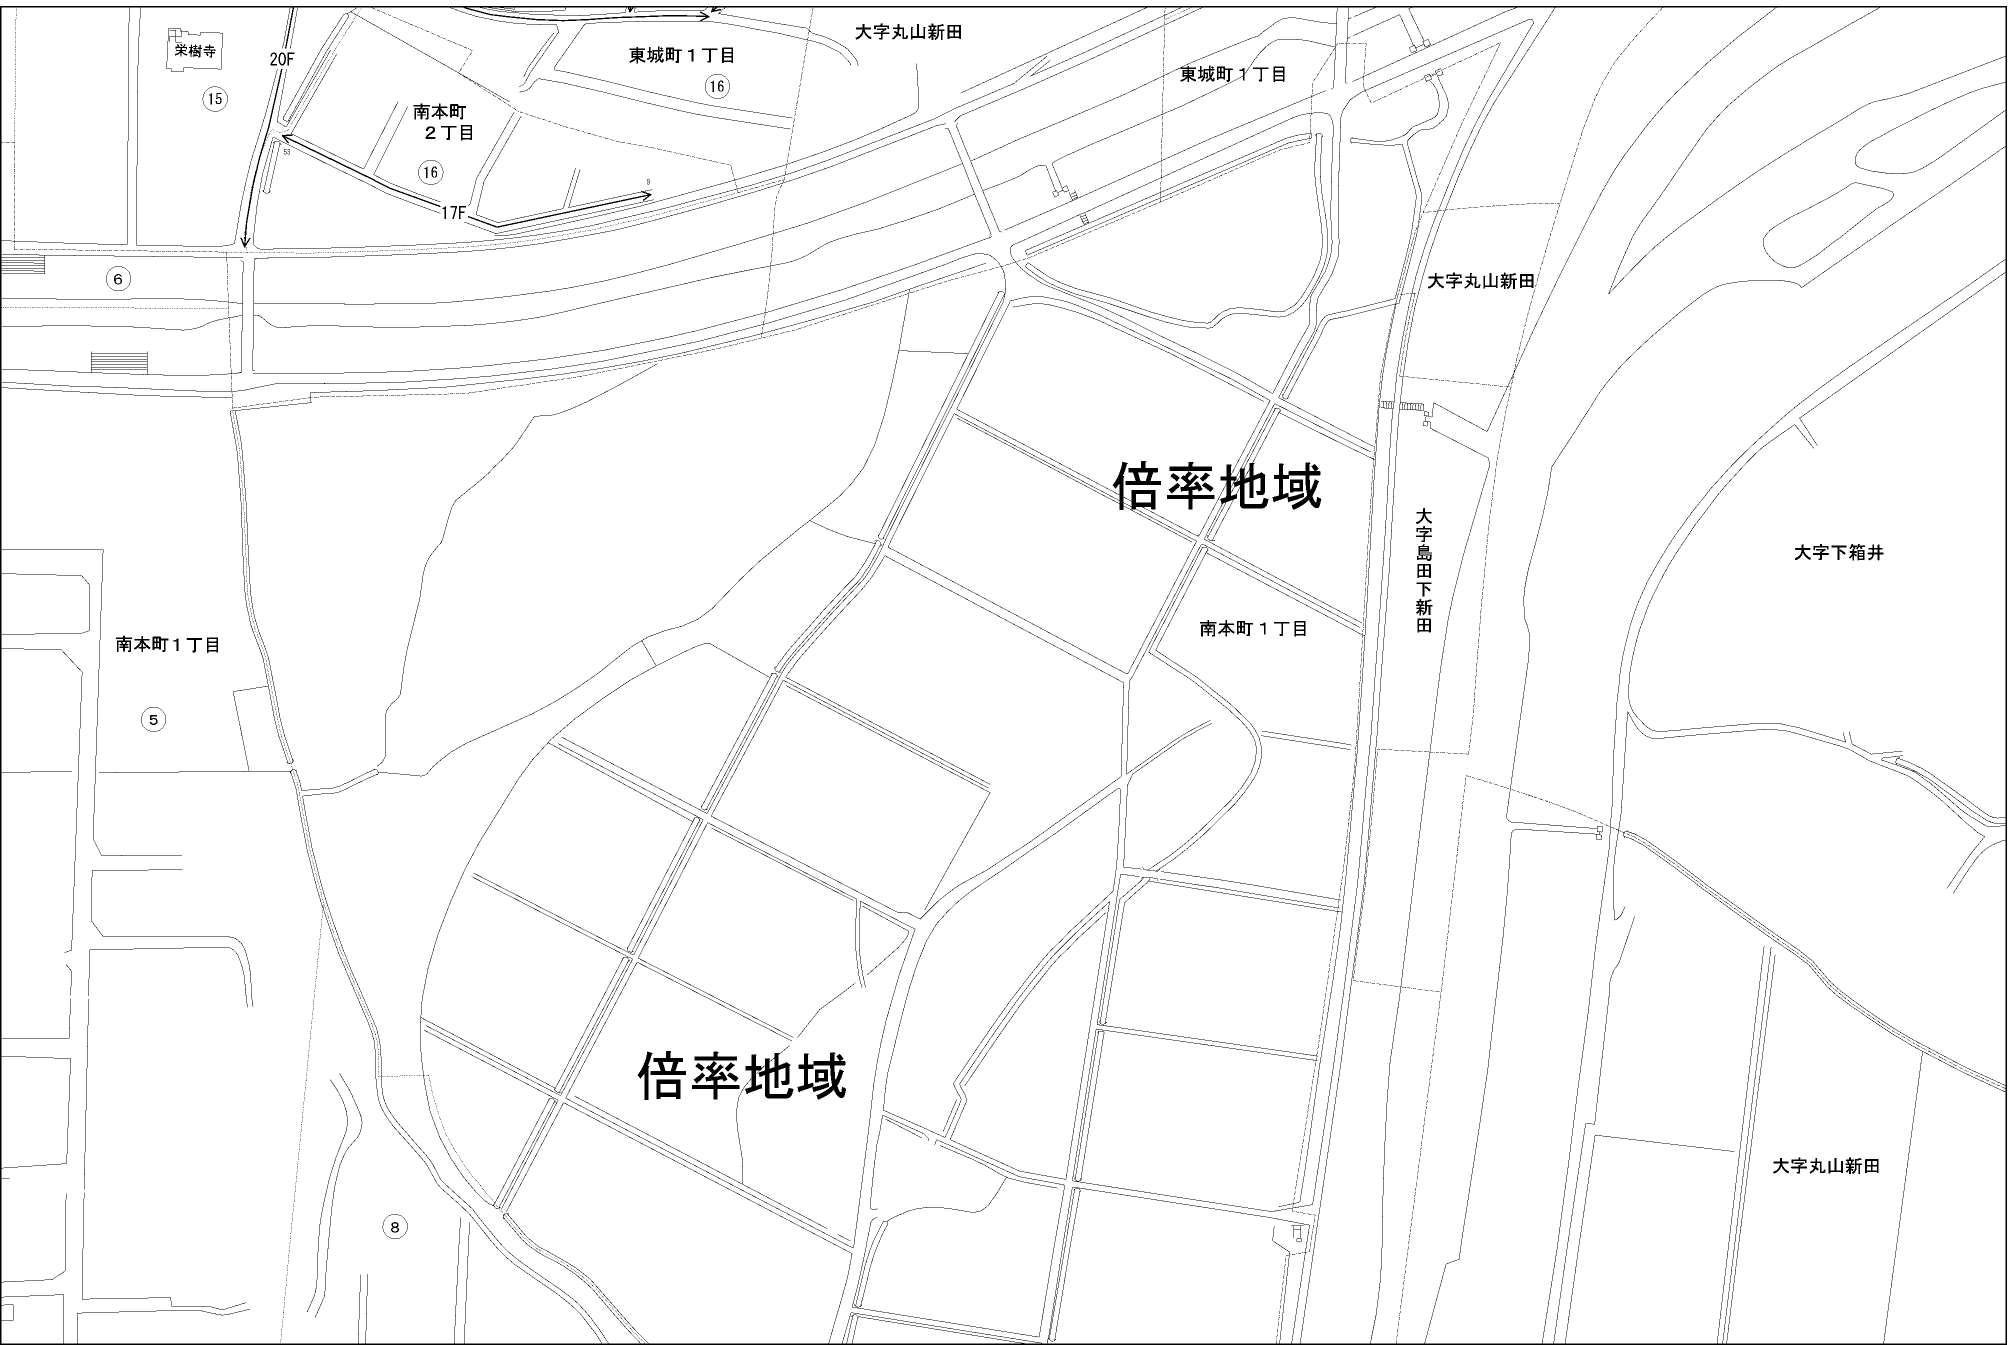 大字丸山新田
栄樹寺
20F
東城町1丁目
16
東城町1丁目
15
南本町
2丁目
53
16
9
17F
6
大字丸山新田
倍率地域
大字島田下新田
大字下箱井
南本町1丁目
南本町1丁目
5
倍率地域
大字丸山新田
8